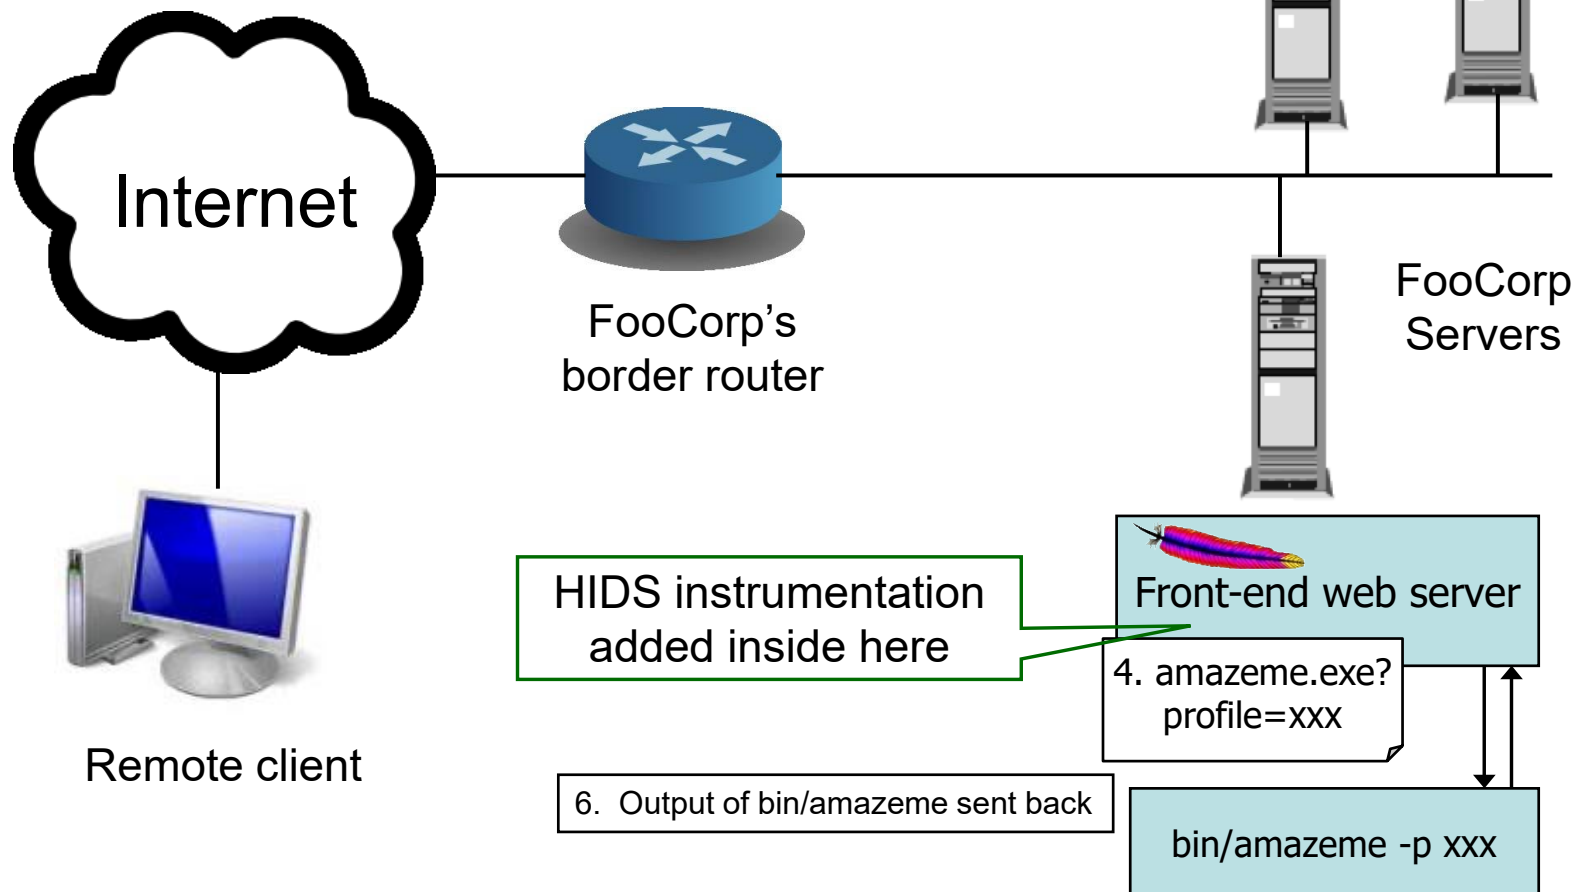 Internet
FooCorp’s
border router
FooCorp
Servers
Remote client
HIDS instrumentation
added inside here
Front-end web server
4. amazeme.exe?
profile=xxx
6. Output of bin/amazeme sent back
bin/amazeme -p xxx